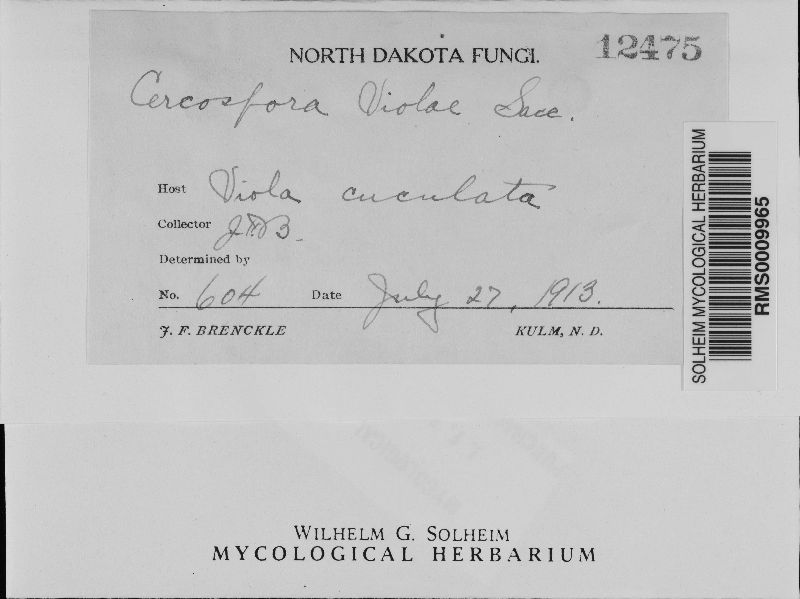 NORTH DAKOTA FUNGI.
12475
Cercospora Violae Sacc.
Host Viola cuculata
Collector JFB.
Determined by
No. 604 Date July 27, 1913.
J. F. BRENCKLE KULM, N. D.
SOLHEIM MYCOLOGICAL HERBARIUM
RMS0009965
WILHELM G. SOLHEIM
MYCOLOGICAL HERBARIUM